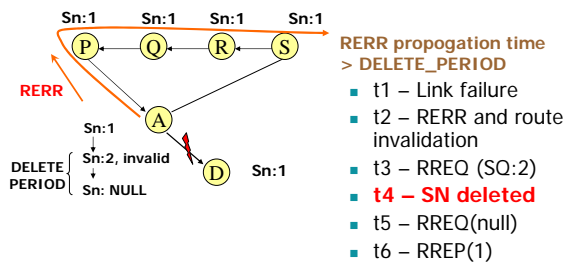 Sn:1 Sn:1 Sn:1 Sn:1
P Q R S
RERR
A
Sn:1
Sn:2, invalid
DELETE
PERIOD
Sn: NULL
D
Sn:1
RERR propogation time
> DELETE_PERIOD
t1 – Link failure
t2 – RERR and route
invalidation
t3 – RREQ (SQ:2)
t4 – SN deleted
t5 – RREQ(null)
t6 – RREP(1)